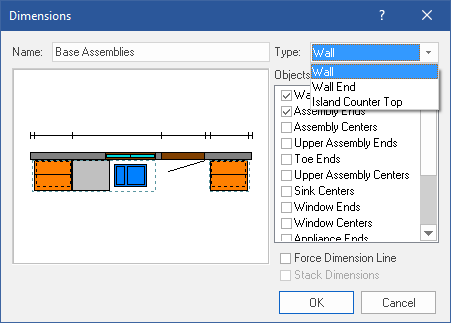 Dimensions
?
Name: Base Assemblies
Type: Wall
Wall
Wall End
Island Counter Top
Objects
Wa
Assembly Ends
Assembly Centers
Upper Assembly Ends
Toe Ends
Upper Assembly Centers
Sink Centers
Window Ends
Window Centers
Appliance Ends
Force Dimension Line
Stack Dimensions
OK
Cancel